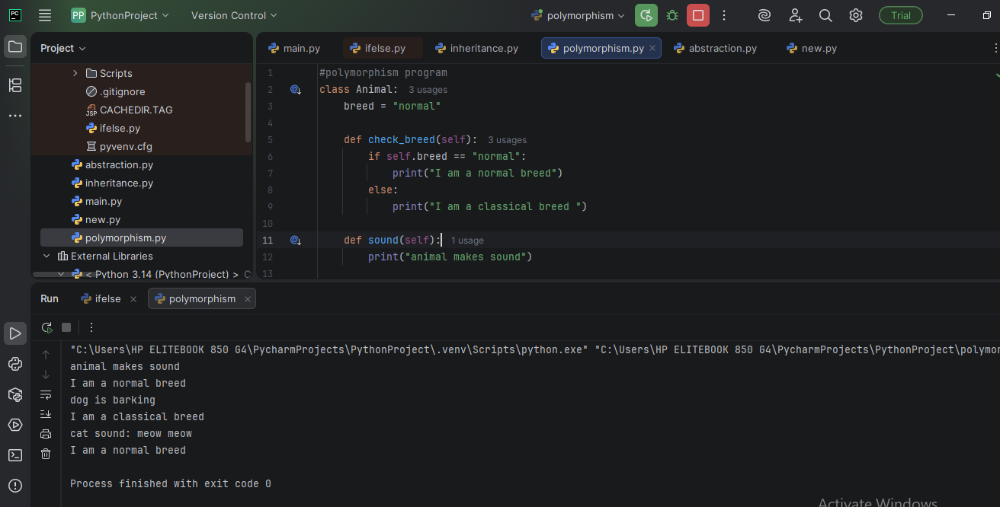 PC
PP PythonProject Version Control polymorphism Trial
Project
main.py ifelse.py inheritance.py polymorphism.py abstraction.py new.py
Scripts
.gitignore
JSP CACHEDIR.TAG
ifelse.py
pyvenv.cfg
abstraction.py
inheritance.py
main.py
new.py
polymorphism.py
External Libraries
< Python 3.14 (PythonProject) > C
1 #polymorphism program
2 class Animal: 3 usages
3 breed = "normal"
4
5 def check_breed(self): 3 usages
6 if self.breed == "normal":
7 print("I am a normal breed")
8 else:
9 print("I am a classical breed ")
10
11 def sound(self): 1 usage
12 print("animal makes sound")
13
Run ifelse polymorphism
"C:\Users\HP ELITEBOOK 850 G4\PycharmProjects\PythonProject\.venv\Scripts\python.exe" "C:\Users\HP ELITEBOOK 850 G4\PycharmProjects\PythonProject\polymor
animal makes sound
I am a normal breed
dog is barking
I am a classical breed
cat sound: meow meow
I am a normal breed
Process finished with exit code 0
Activate Windows